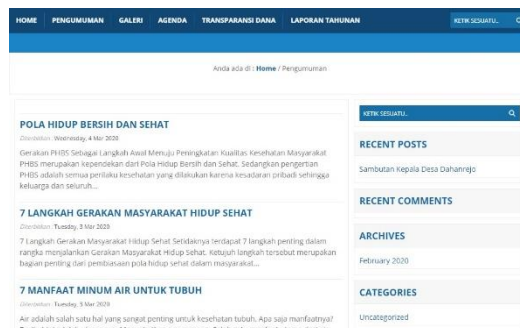 HOME PENGUMUMAN GALERI AGENDA TRANSPARANSI DANA LAPORAN TAHUNAN KETIK SESUATU..
Anda ada di : Home / Pengumuman
POLA HIDUP BERSIH DAN SEHAT
Diterbitkan : Wednesday, 4 Mar 2020
Gerakan PHBS Sebagai Langkah Awal Menuju Peningkatan Kualitas Kesehatan Masyarakat
PHBS merupakan kependekan dari Pola Hidup Bersih dan Sehat. Sedangkan pengertian
PHBS adalah semua perilaku kesehatan yang dilakukan karena kesadaran pribadi sehingga
keluarga dan seluruh...
7 LANGKAH GERAKAN MASYARAKAT HIDUP SEHAT
Diterbitkan : Tuesday, 3 Mar 2020
7 Langkah Gerakan Masyarakat Hidup Sehat Setidaknya terdapat 7 langkah penting dalam
rangka menjalankan Gerakan Masyarakat Hidup Sehat. Ketujuh langkah tersebut merupakan
bagian penting dari pembiasaan pola hidup sehat dalam masyarakat...
7 MANFAAT MINUM AIR UNTUK TUBUH
Diterbitkan : Tuesday, 3 Mar 2020
Air adalah salah satu hal yang sangat penting untuk kesehatan tubuh. Apa saja manfaatnya?
KETIK SESUATU..
RECENT POSTS
Sambutan Kepala Desa Dahanrejo
RECENT COMMENTS
ARCHIVES
February 2020
CATEGORIES
Uncategorized